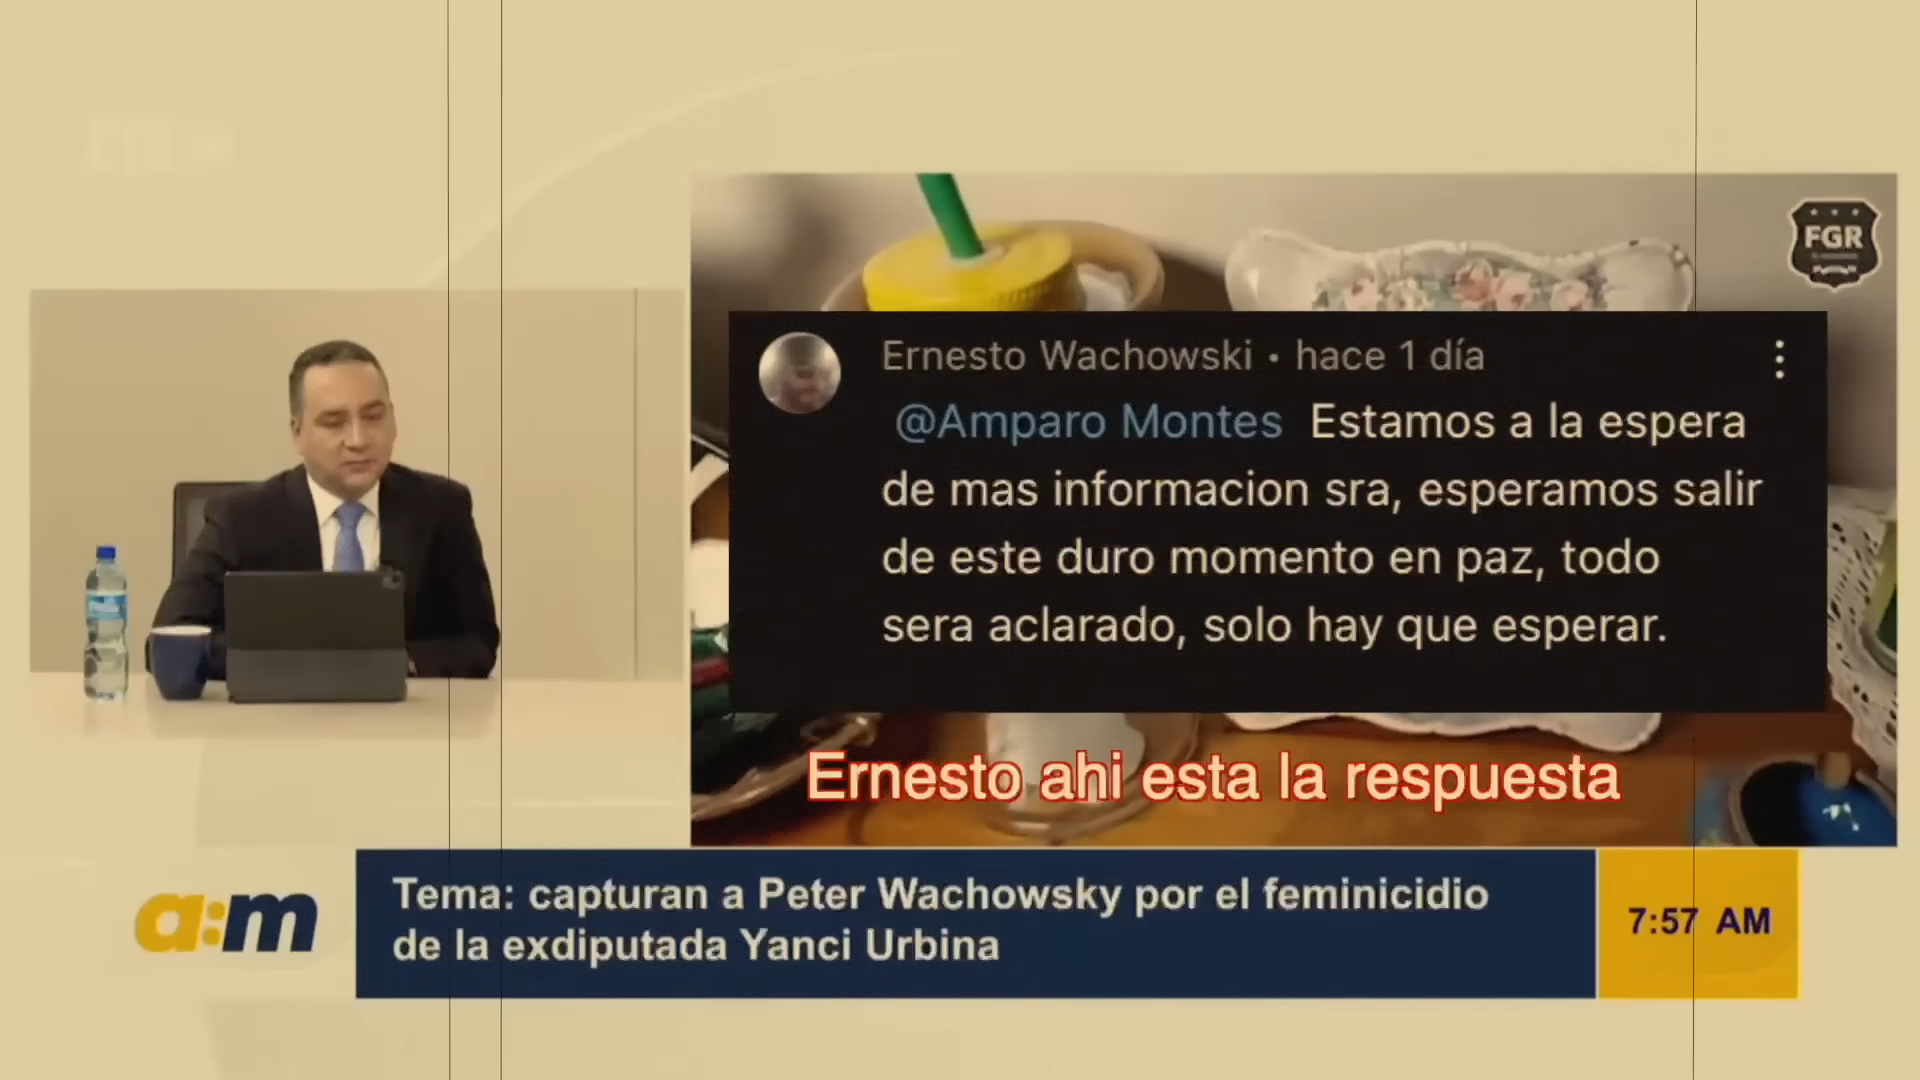 FGR
Ernesto Wachowski • hace 1 día
@Amparo Montes Estamos a la espera
de mas informacion sra, esperamos salir
de este duro momento en paz, todo
sera aclarado, solo hay que esperar.
Ernesto ahi esta la respuesta
a:m
Tema: capturan a Peter Wachowsky por el feminicidio
de la exdiputada Yanci Urbina
7:57 AM